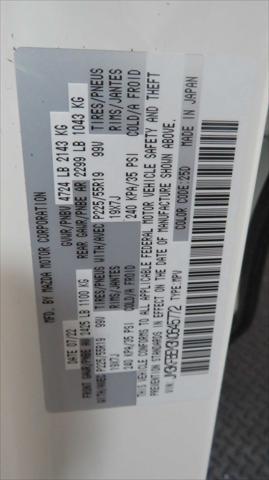 MFD. BY MAZDA MOTOR CORPORATION
DATE 07/22 GVWR/PNBV 4724 LB 2143 KG
FRONT GAWR/PNBE AV 2425 LB 1100 KG REAR GAWR/PNBE AR 2299 LB 1043 KG
WITH/AVEC P225/55R19 99V TIRES/PNEUS WITH/AVEC P225/55R19 99V TIRES/PNEUS
19X7J RIMS/JANTES 19X7J RIMS/JANTES
240 KPA/35 PSI COLD/A FROID 240 KPA/35 PSI COLD/A FROID
THIS VEHICLE CONFORMS TO ALL APPLICABLE FEDERAL MOTOR VEHICLE SAFETY AND THEFT
STANDARDS IN EFFECT ON THE DATE OF MANUFACTURE SHOWN ABOVE.
VIN: TYPE: MPV MADE IN JAPAN
COLOR CODE: 25D